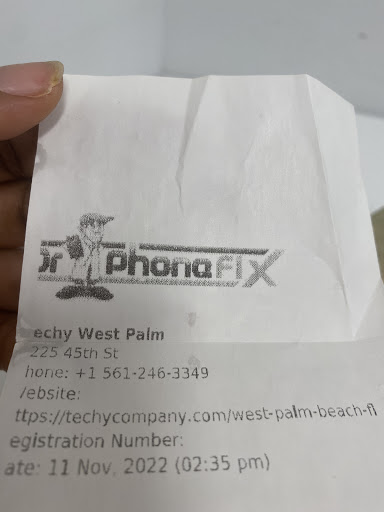 Dr PhoneFIX
echy West Palm
225 45th St
hone: +1 561-246-3349
/ebsite:
ttps://techycompany.com/west-palm-beach-fl
egistration Number:
ate: 11 Nov, 2022 (02:35 pm)